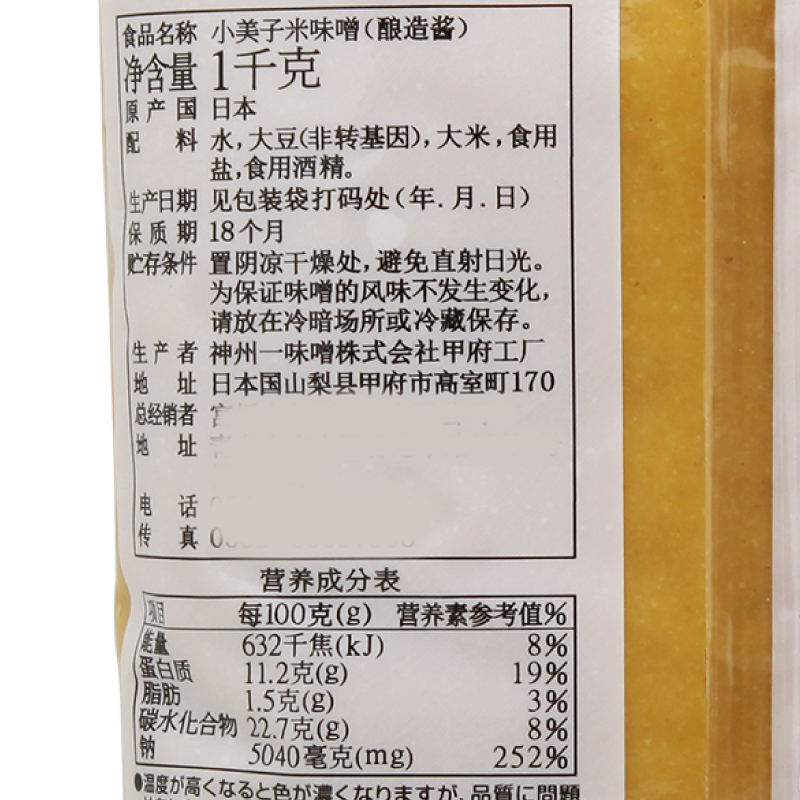 食品名称 小美子米味噌(酿造酱)
净含量 1千克
原产国 日本
配料 水,大豆(非转基因),大米,食用
盐,食用酒精。
生产日期 见包装袋打码处(年.月.日)
保质期 18个月
贮存条件 置阴凉干燥处,避免直射日光。
为保证味噌的风味不发生变化,
请放在冷暗场所或冷藏保存。
生产者 神州一味噌株式会社甲府工厂
地址 日本国山梨县甲府市高室町170
总经销者
地址
电话
传真
营养成分表
项目 每100克(g) 营养素参考值%
能量 632千焦(kJ) 8%
蛋白质 11.2克(g) 19%
脂肪 1.5克(g) 3%
碳水化合物 22.7克(g) 8%
钠 5040毫克(mg) 252%
●温度が高くなると色が濃くなりますが、品質に問題